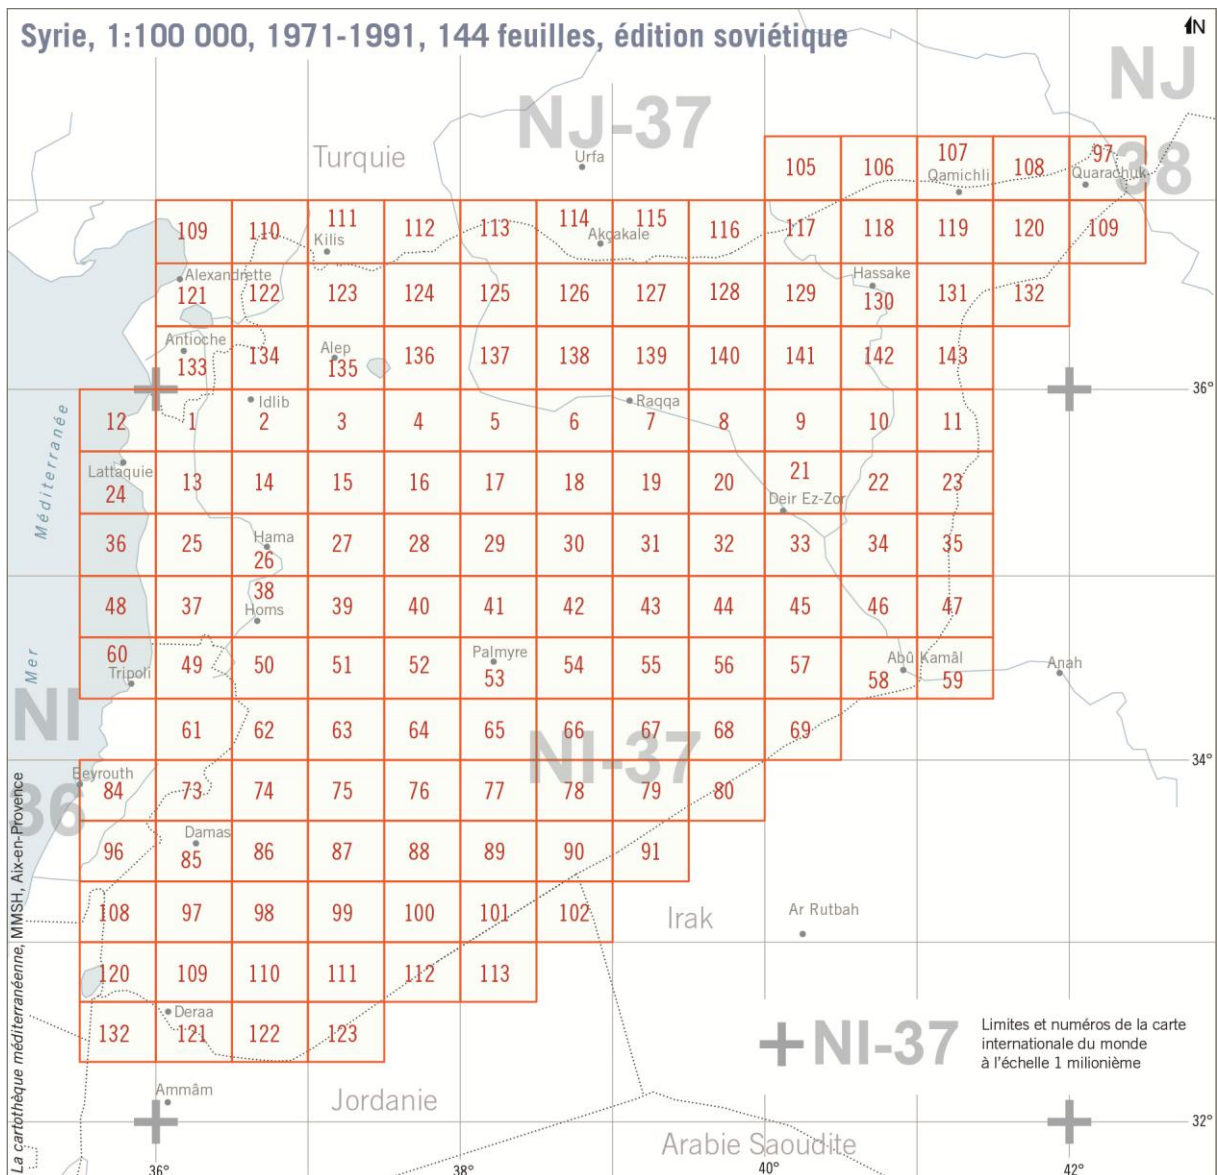 Syrie, 1:100 000, 1971-1991, 144 feuilles, édition soviétique
N
NJ
NJ-37
Turquie
Urfa
105 106 107 108 97
38
Qamichli Quarachuk
109 110 111 112 113 114 115 116 117 118 119 120 109
Kilis Akçakale
Alexandrette Hassake
121 122 123 124 125 126 127 128 129 130 131 132
Antioche Alep
133 134 135 136 137 138 139 140 141 142 143
36°
Idlib Raqqa
12 1 2 3 4 5 6 7 8 9 10 11
Mer Méditerranée
Lattaquie
24 13 14 15 16 17 18 19 20 21 22 23
Deir Ez-Zor
Hama
36 25 26 27 28 29 30 31 32 33 34 35
48 37 38 39 40 41 42 43 44 45 46 47
Homs
Palmyre Abû Kamâl Anah
60 49 50 51 52 53 54 55 56 57 58 59
Tripoli
NI
36
61 62 63 64 65 66 67 68 69
NI-37
34°
Beyrouth
84 73 74 75 76 77 78 79 80
Damas
96 85 86 87 88 89 90 91
108 97 98 99 100 101 102
Irak
Ar Rutbah
120 109 110 111 112 113
Deraa
132 121 122 123
NI-37
Limites et numéros de la carte
internationale du monde
à l'échelle 1 milionième
Ammâm
Jordanie
32°
Arabie Saoudite
36° 38° 40° 42°
La cartothèque méditerranéenne, MMSH, Aix-en-Provence